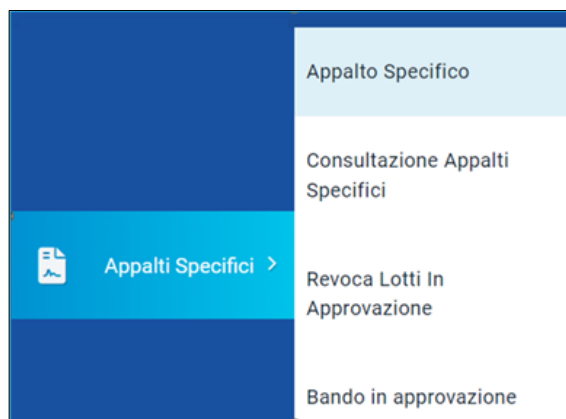 Appalto Specifico
Consultazione Appalti
Specifici
Appalti Specifici >
Revoca Lotti In
Approvazione
Bando in approvazione